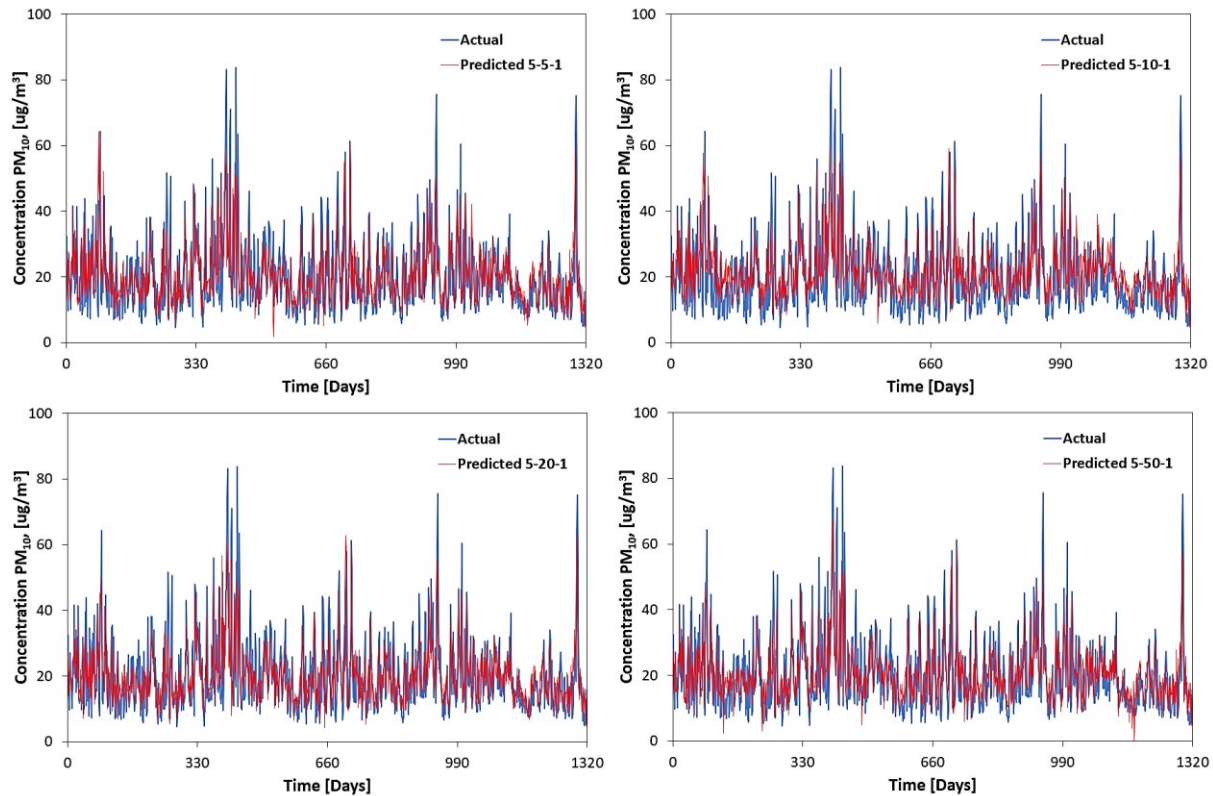 100
80
60
40
20
0
Concentration PM₁₀, [ug/m³]
Actual
Predicted 5-5-1
0 330 660 990 1320
Time [Days]
100
80
60
40
20
0
Concentration PM₁₀, [ug/m³]
Actual
Predicted 5-10-1
0 330 660 990 1320
Time [Days]
100
80
60
40
20
0
Concentration PM₁₀, [ug/m³]
Actual
Predicted 5-20-1
0 330 660 990 1320
Time [Days]
100
80
60
40
20
0
Concentration PM₁₀, [ug/m³]
Actual
Predicted 5-50-1
0 330 660 990 1320
Time [Days]